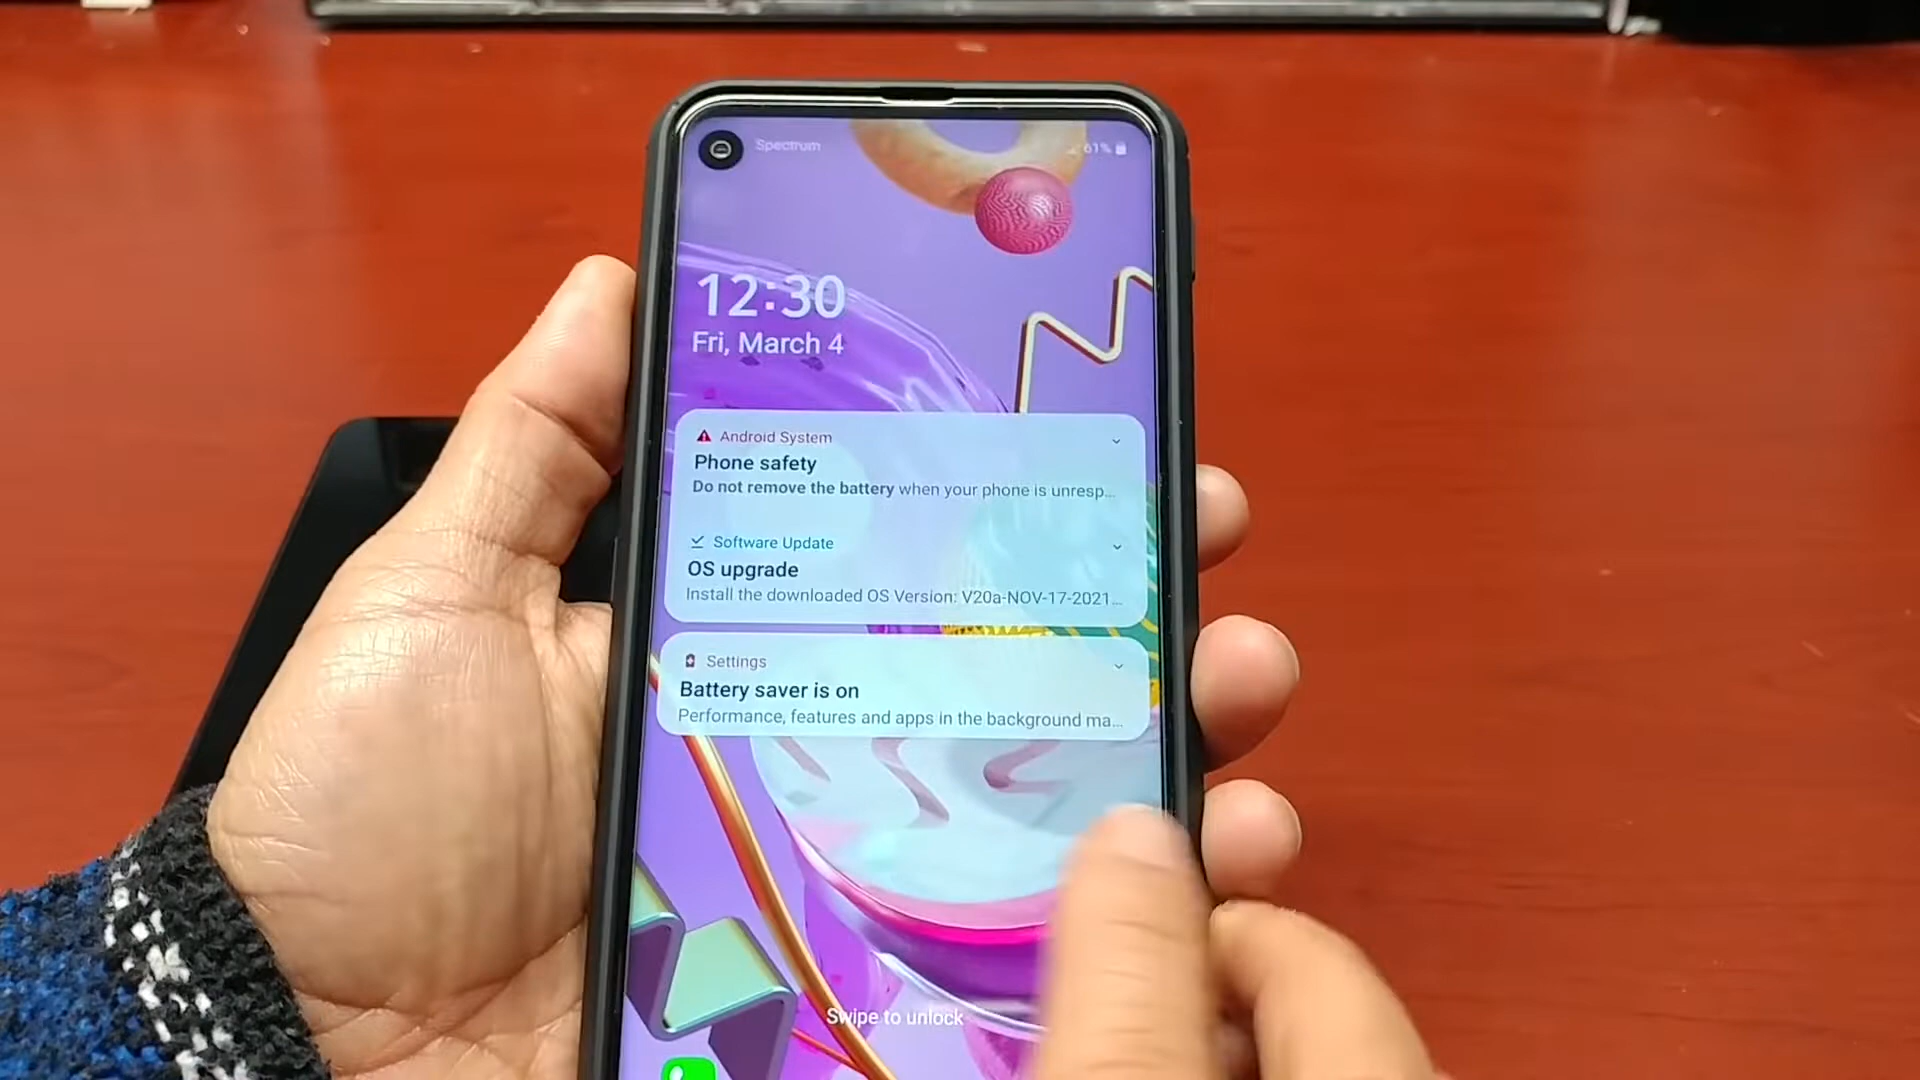 Spectrum
61%
12:30
Fri, March 4
Android System
Phone safety
Do not remove the battery when your phone is unresp...
Software Update
OS upgrade
Install the downloaded OS Version: V20a-NOV-17-2021...
Settings
Battery saver is on
Performance, features and apps in the background ma...
Swipe to unlock